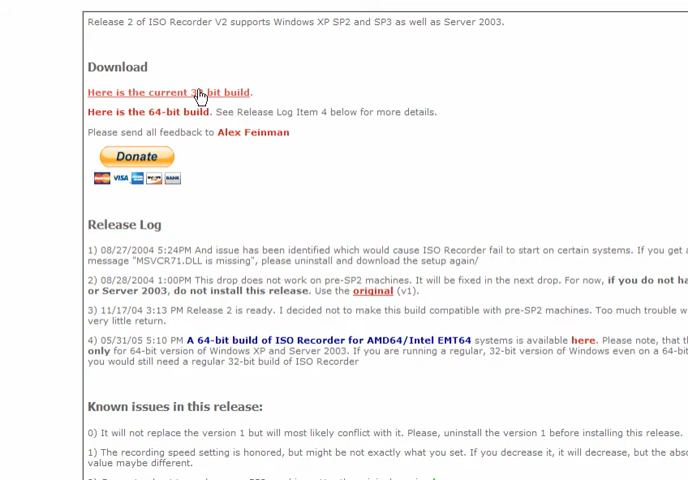 Release 2 of ISO Recorder V2 supports Windows XP SP2 and SP3 as well as Server 2003.
Download
Here is the current 32-bit build.
Here is the 64-bit build. See Release Log Item 4 below for more details.
Please send all feedback to Alex Feinman
Donate
VISA
BANK
Release Log
1) 08/27/2004 5:24PM And issue has been identified which would cause ISO Recorder fail to start on certain systems. If you get a
message "MSVCR71.DLL is missing", please uninstall and download the setup again/
2) 08/28/2004 1:00PM This drop does not work on pre-SP2 machines. It will be fixed in the next drop. For now, if you do not ha
or Server 2003, do not install this release. Use the original (v1).
3) 11/17/04 3:13 PM Release 2 is ready. I decided not to make this build compatible with pre-SP2 machines. Too much trouble w
very little return.
4) 05/31/05 5:10 PM A 64-bit build of ISO Recorder for AMD64/Intel EMT64 systems is available here. Please note, that th
only for 64-bit version of Windows XP and Server 2003. If you are running a regular, 32-bit version of Windows even on a 64-b
you would still need a regular 32-bit build of ISO Recorder
Known issues in this release:
0) It will not replace the version 1 but will most likely conflict with it. Please, uninstall the version 1 before installing this release.
1) The recording speed setting is honored, but might be not exactly what you set. If you decrease it, it will decrease, but the abso
value maybe different.